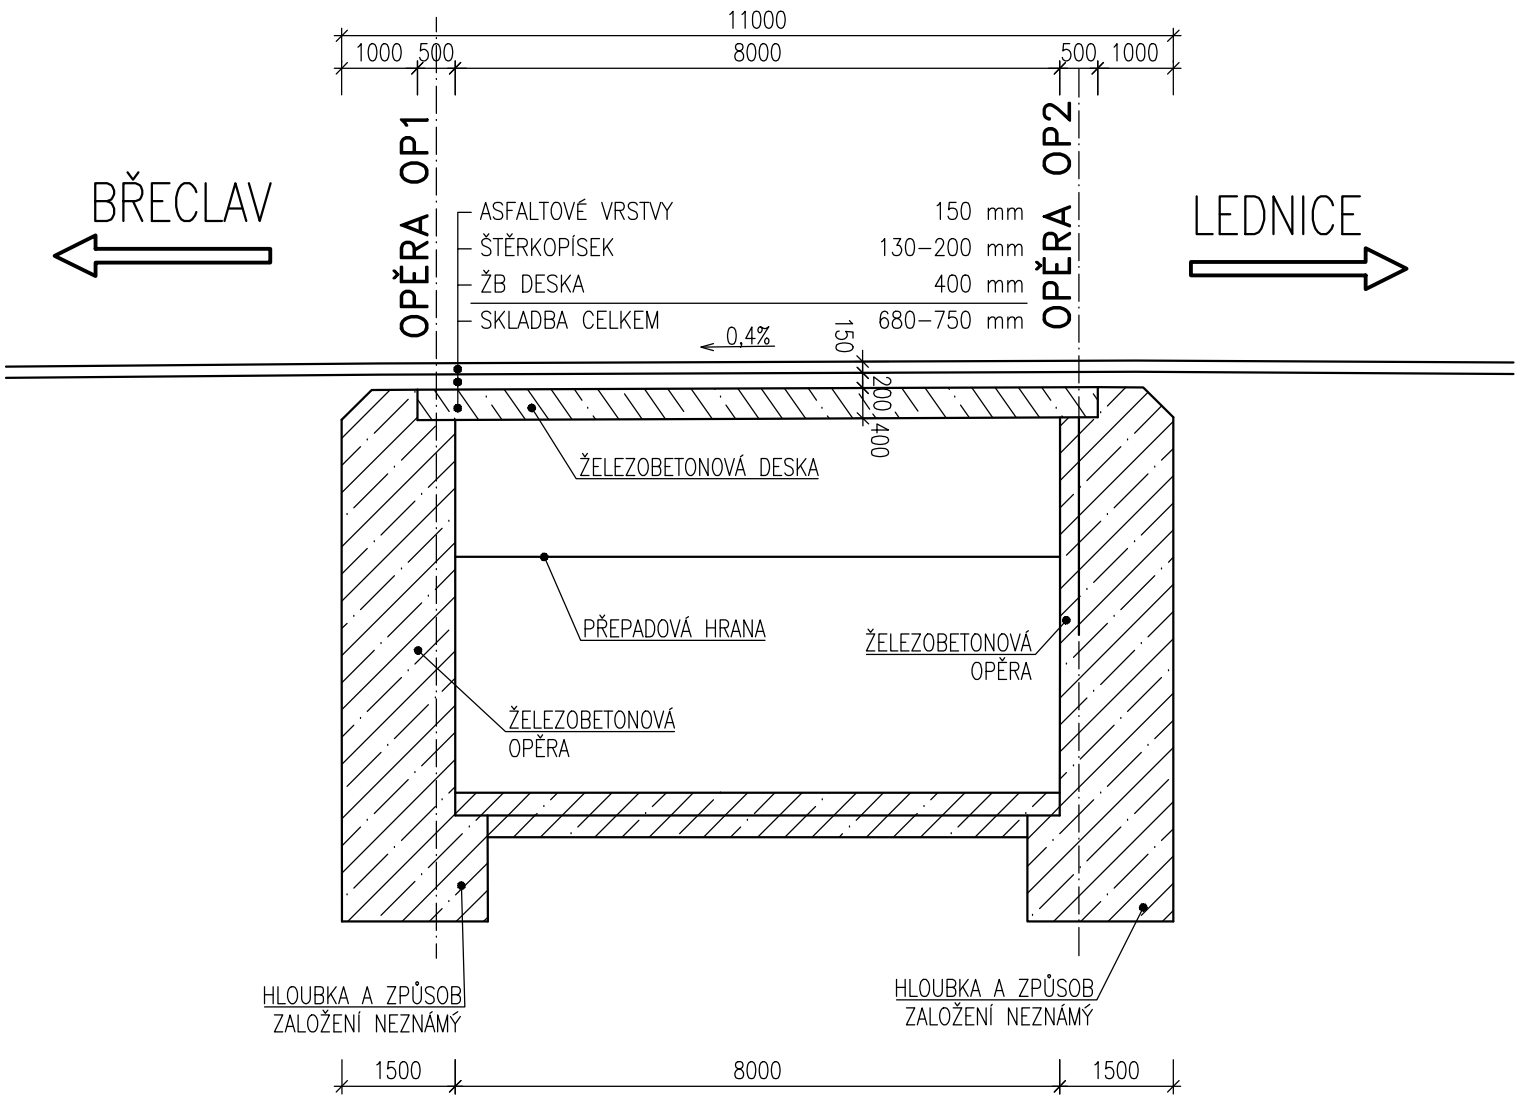 11000
1000 500 8000 500 1000
OPĚRA OP1
OPĚRA OP2
BŘECLAV
LEDNICE
ASFALTOVÉ VRSTVY 150 mm
ŠTĚRKOPÍSEK 130-200 mm
ŽB DESKA 400 mm
SKLADBA CELKEM 680-750 mm
0,4%
150
200
400
ŽELEZOBETONOVÁ DESKA
PŘEPADOVÁ HRANA
ŽELEZOBETONOVÁ
OPĚRA
ŽELEZOBETONOVÁ
OPĚRA
HLOUBKA A ZPŮSOB
ZALOŽENÍ NEZNÁMÝ
HLOUBKA A ZPŮSOB
ZALOŽENÍ NEZNÁMÝ
1500 8000 1500